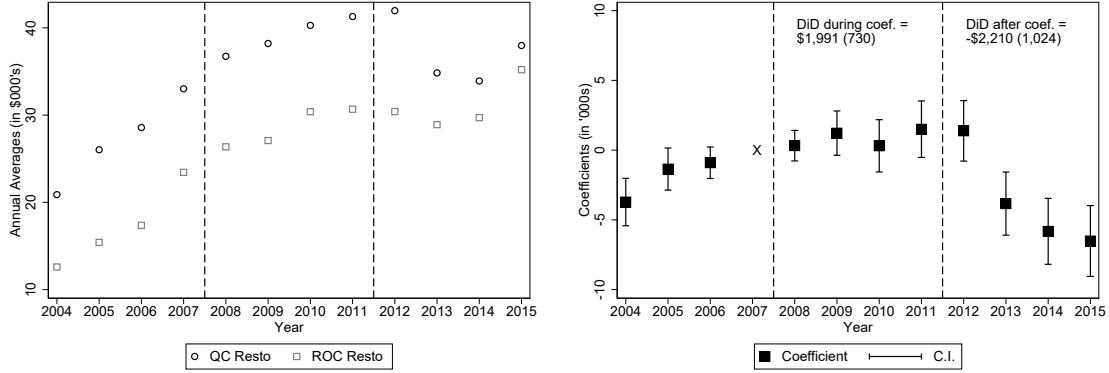 Annual Averages (in $000's)
40
30
20
10
2004 2005 2006 2007 2008 2009 2010 2011 2012 2013 2014 2015
Year
QC Resto ROC Resto
DiD during coef. =
$1,991 (730)
DiD after coef. =
-$2,210 (1,024)
Coefficients (in '000s)
10
5
0
-5
-10
X
2004 2005 2006 2007 2008 2009 2010 2011 2012 2013 2014 2015
Year
Coefficient C.I.